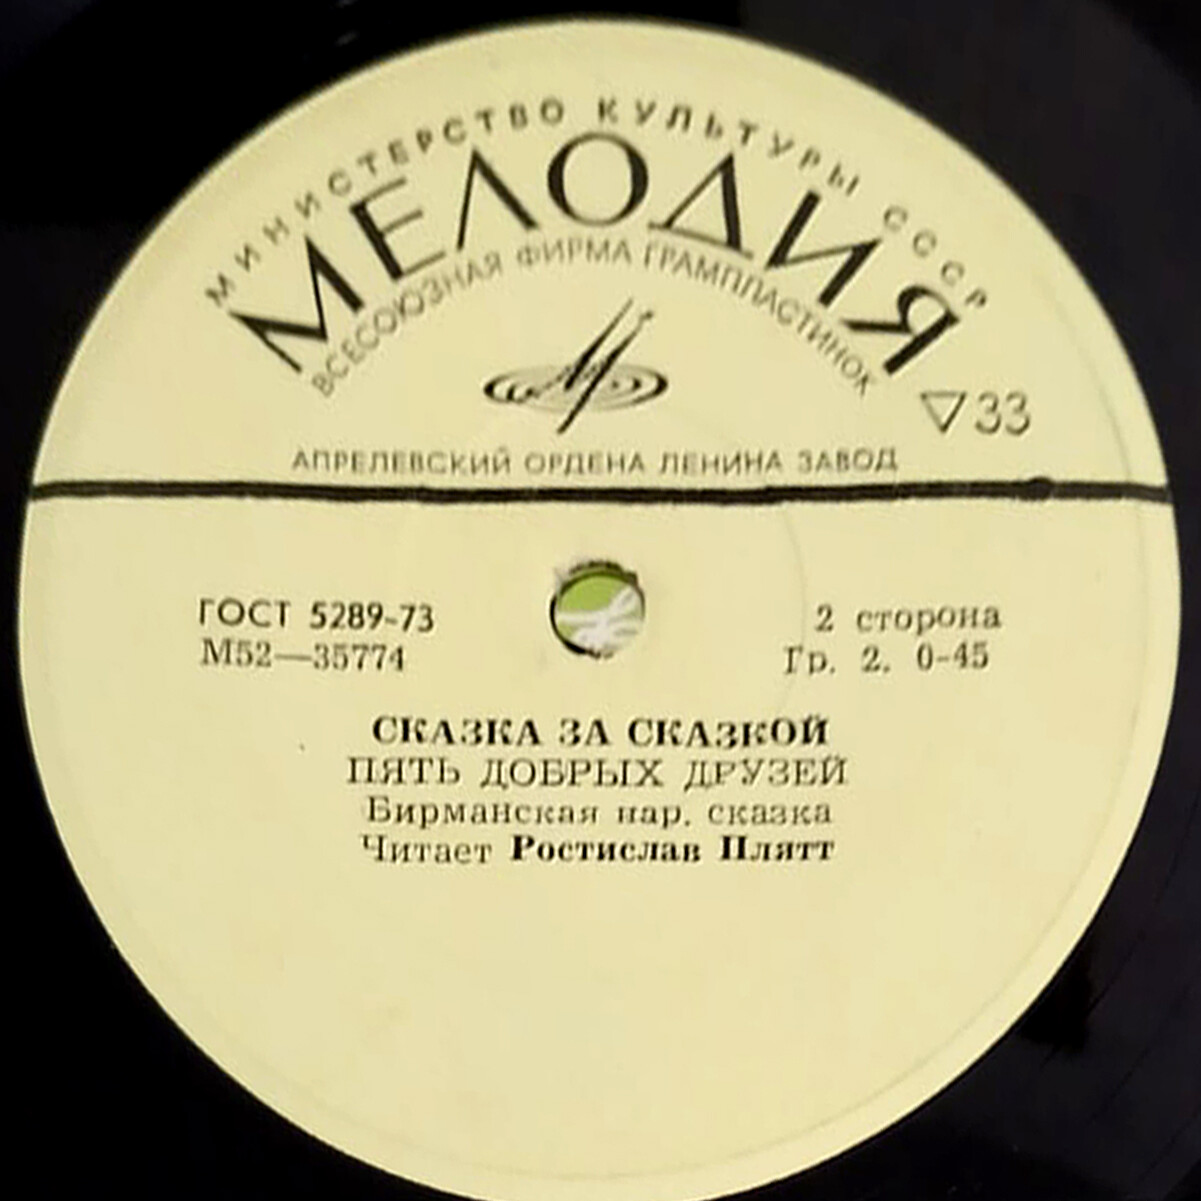 МИНИСТЕРСТВО КУЛЬТУРЫ СССР
МЕЛОДИЯ
ВСЕСОЮЗНАЯ ФИРМА ГРАМПЛАСТИНОК
▽33
АПРЕЛЕВСКИЙ ОРДЕНА ЛЕНИНА ЗАВОД
ГОСТ 5289-73
М52—35774
2 сторона
Гр. 2. 0-45
СКАЗКА ЗА СКАЗКОЙ
ПЯТЬ ДОБРЫХ ДРУЗЕЙ
Бирманская нар. сказка
Читает Ростислав Плятт